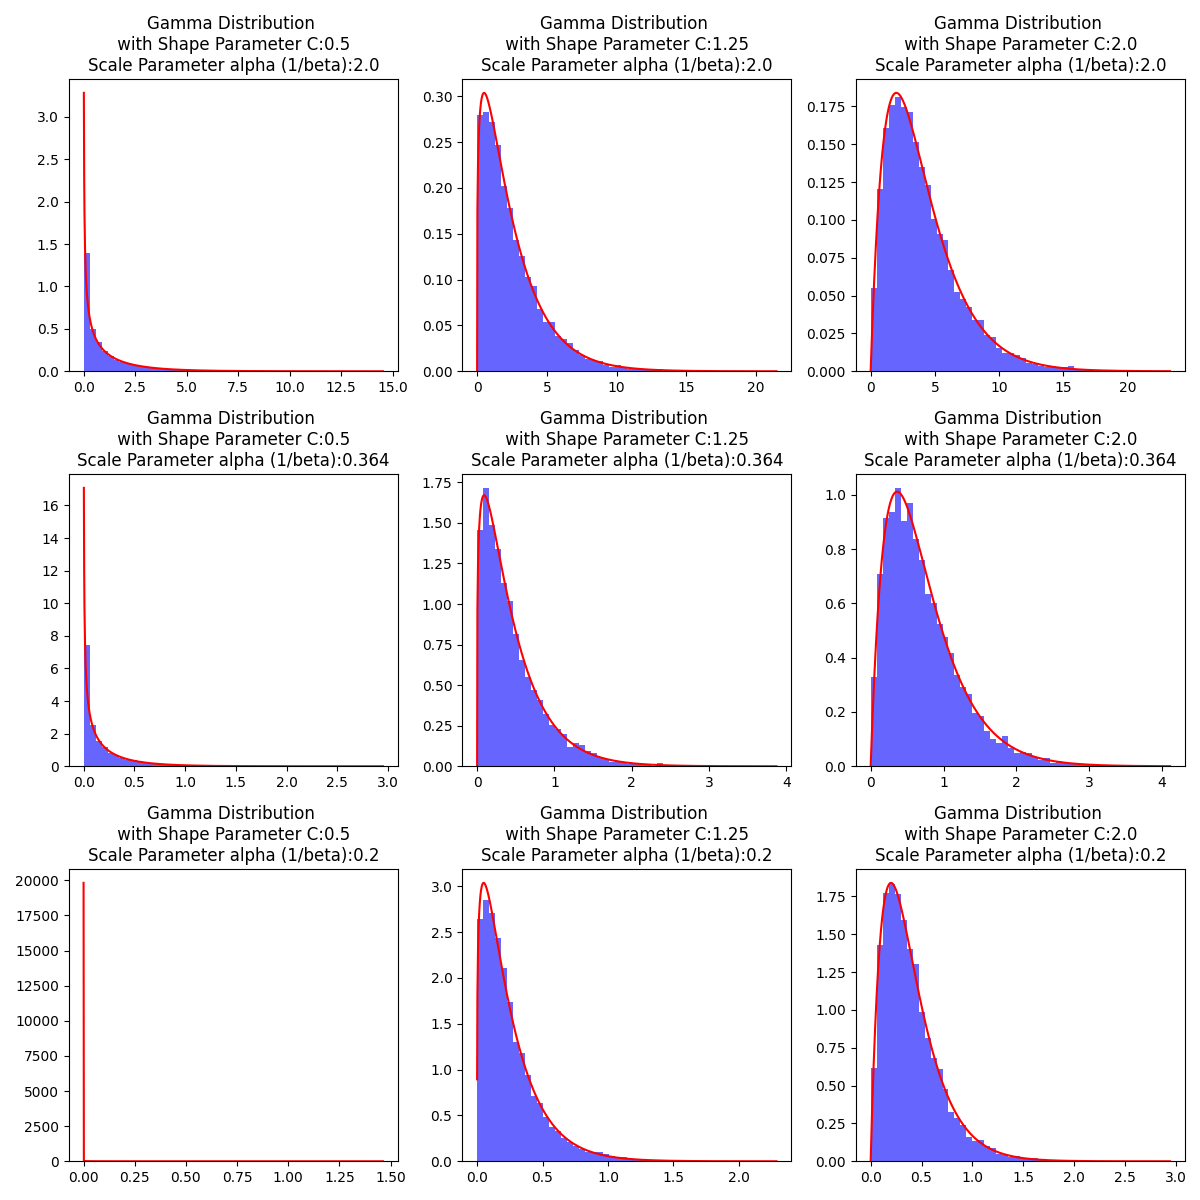 Gamma Distribution
with Shape Parameter C:0.5
Scale Parameter alpha (1/beta):2.0
3.0
2.5
2.0
1.5
1.0
0.5
0.0
0.0 2.5 5.0 7.5 10.0 12.5 15.0
Gamma Distribution
with Shape Parameter C:1.25
Scale Parameter alpha (1/beta):2.0
0.30
0.25
0.20
0.15
0.10
0.05
0.00
0 5 10 15 20
Gamma Distribution
with Shape Parameter C:2.0
Scale Parameter alpha (1/beta):2.0
0.175
0.150
0.125
0.100
0.075
0.050
0.025
0.000
0 5 10 15 20
Gamma Distribution
with Shape Parameter C:0.5
Scale Parameter alpha (1/beta):0.364
16
14
12
10
8
6
4
2
0
0.0 0.5 1.0 1.5 2.0 2.5 3.0
Gamma Distribution
with Shape Parameter C:1.25
Scale Parameter alpha (1/beta):0.364
1.75
1.50
1.25
1.00
0.75
0.50
0.25
0.00
0 1 2 3 4
Gamma Distribution
with Shape Parameter C:2.0
Scale Parameter alpha (1/beta):0.364
1.0
0.8
0.6
0.4
0.2
0.0
0 1 2 3 4
Gamma Distribution
with Shape Parameter C:0.5
Scale Parameter alpha (1/beta):0.2
20000
17500
15000
12500
10000
7500
5000
2500
0
0.00 0.25 0.50 0.75 1.00 1.25 1.50
Gamma Distribution
with Shape Parameter C:1.25
Scale Parameter alpha (1/beta):0.2
3.0
2.5
2.0
1.5
1.0
0.5
0.0
0.0 0.5 1.0 1.5 2.0
Gamma Distribution
with Shape Parameter C:2.0
Scale Parameter alpha (1/beta):0.2
1.75
1.50
1.25
1.00
0.75
0.50
0.25
0.00
0.0 0.5 1.0 1.5 2.0 2.5 3.0